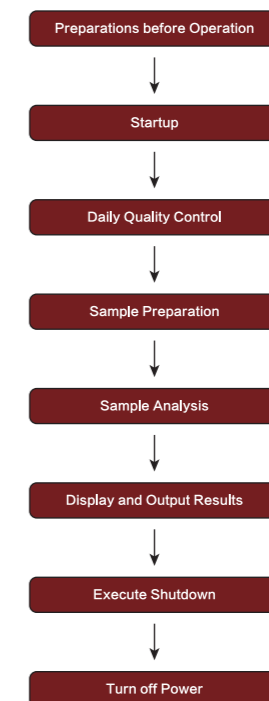 Preparations before Operation
Startup
Daily Quality Control
Sample Preparation
Sample Analysis
Display and Output Results
Execute Shutdown
Turn off Power